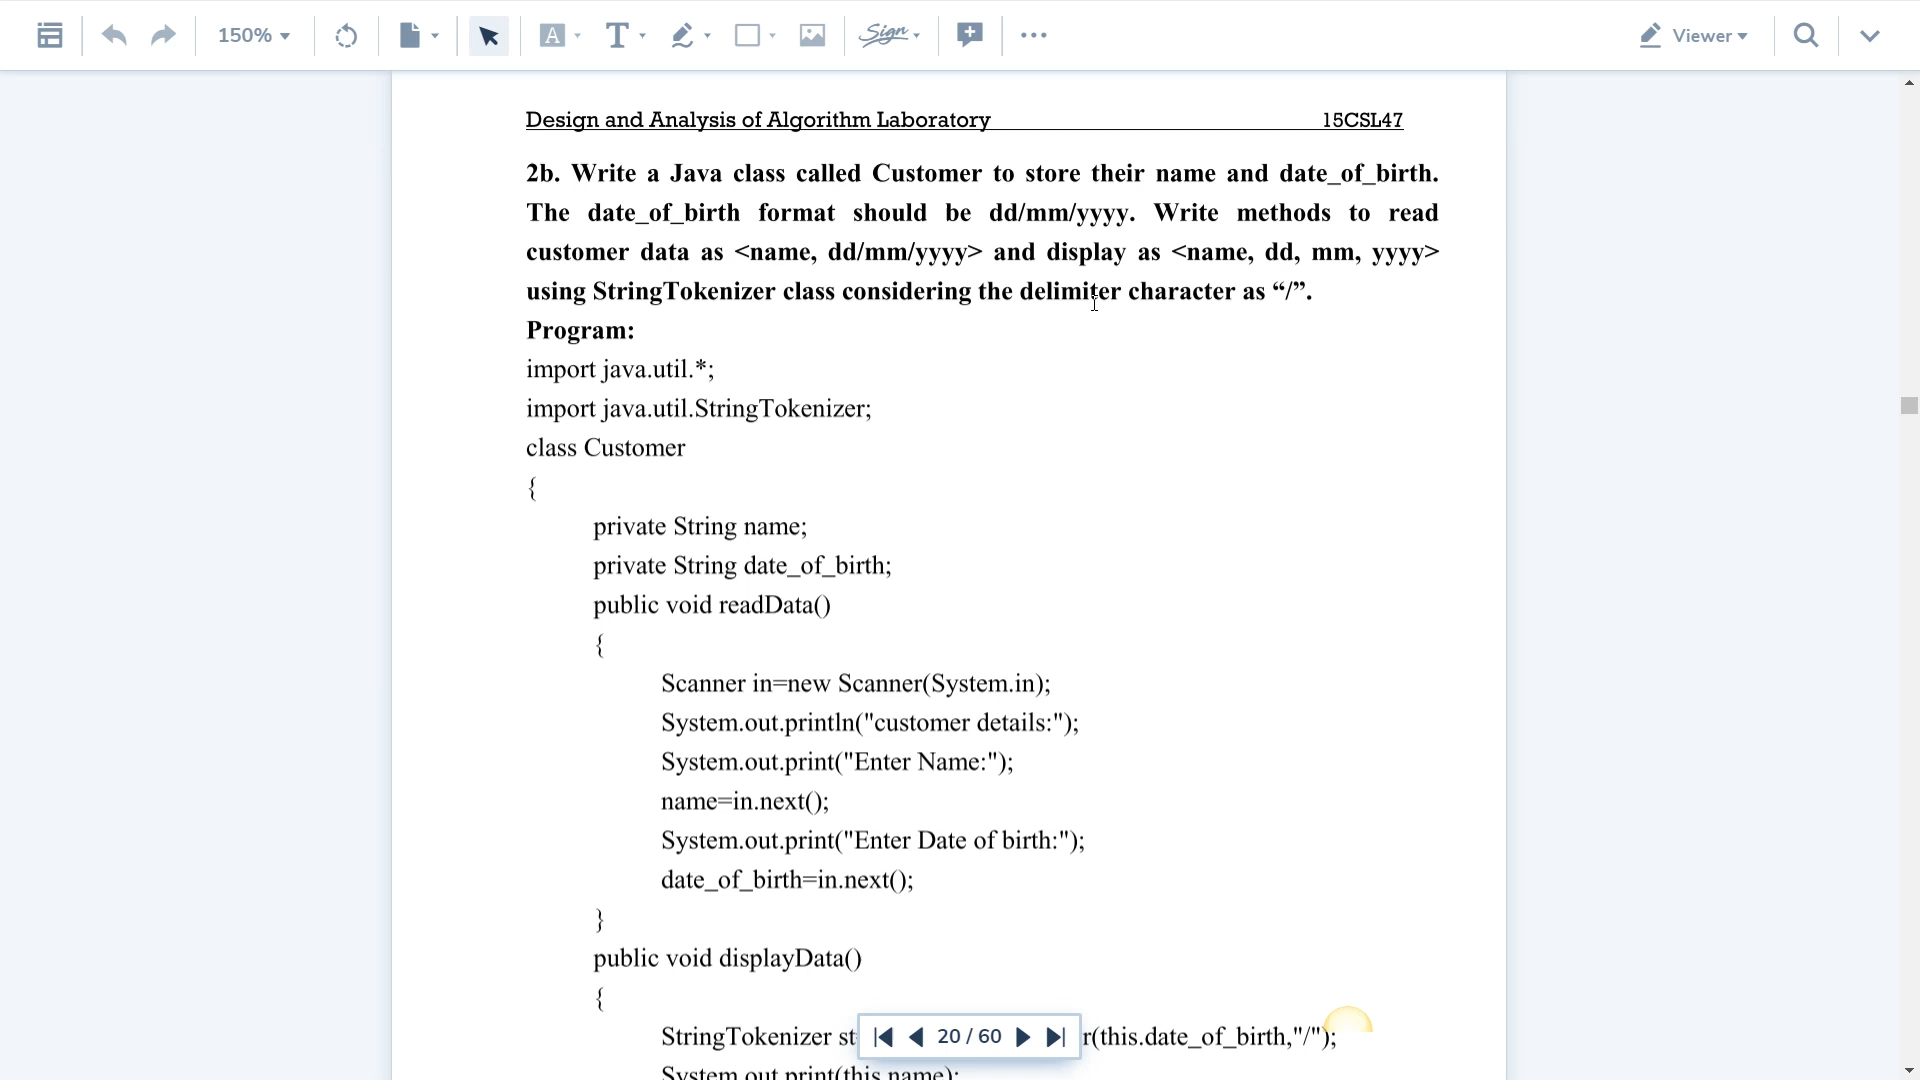 150%
A
T
Sign
Viewer
Design and Analysis of Algorithm Laboratory 15CSL47
2b. Write a Java class called Customer to store their name and date_of_birth.
The date_of_birth format should be dd/mm/yyyy. Write methods to read
customer data as <name, dd/mm/yyyy> and display as <name, dd, mm, yyyy>
using StringTokenizer class considering the delimiter character as “/”.
Program:
import java.util.*;
import java.util.StringTokenizer;
class Customer
{
private String name;
private String date_of_birth;
public void readData()
{
Scanner in=new Scanner(System.in);
System.out.println("customer details:");
System.out.print("Enter Name:");
name=in.next();
System.out.print("Enter Date of birth:");
date_of_birth=in.next();
}
public void displayData()
{
StringTokenizer st r(this.date_of_birth,"/");
20 / 60
System.out.print(this.name);